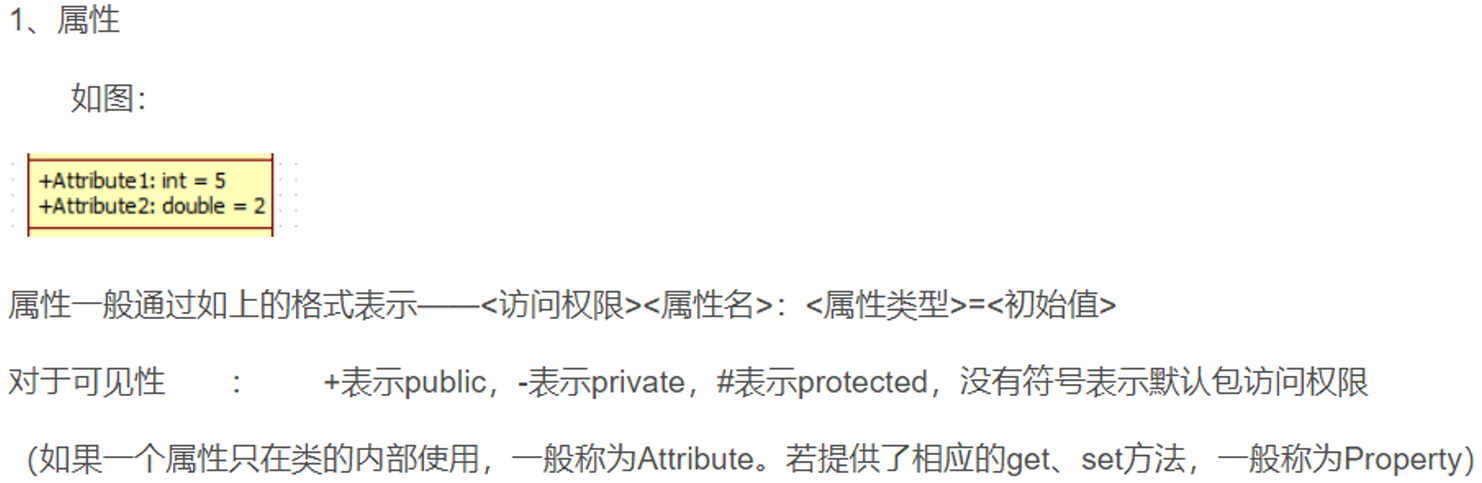 1、属性
如图：
+Attribute1: int = 5
+Attribute2: double = 2
属性一般通过如上的格式表示——<访问权限><属性名>：<属性类型>=<初始值>
对于可见性 ： +表示public，-表示private，#表示protected，没有符号表示默认包访问权限
(如果一个属性只在类的内部使用，一般称为Attribute。若提供了相应的get、set方法，一般称为Property）